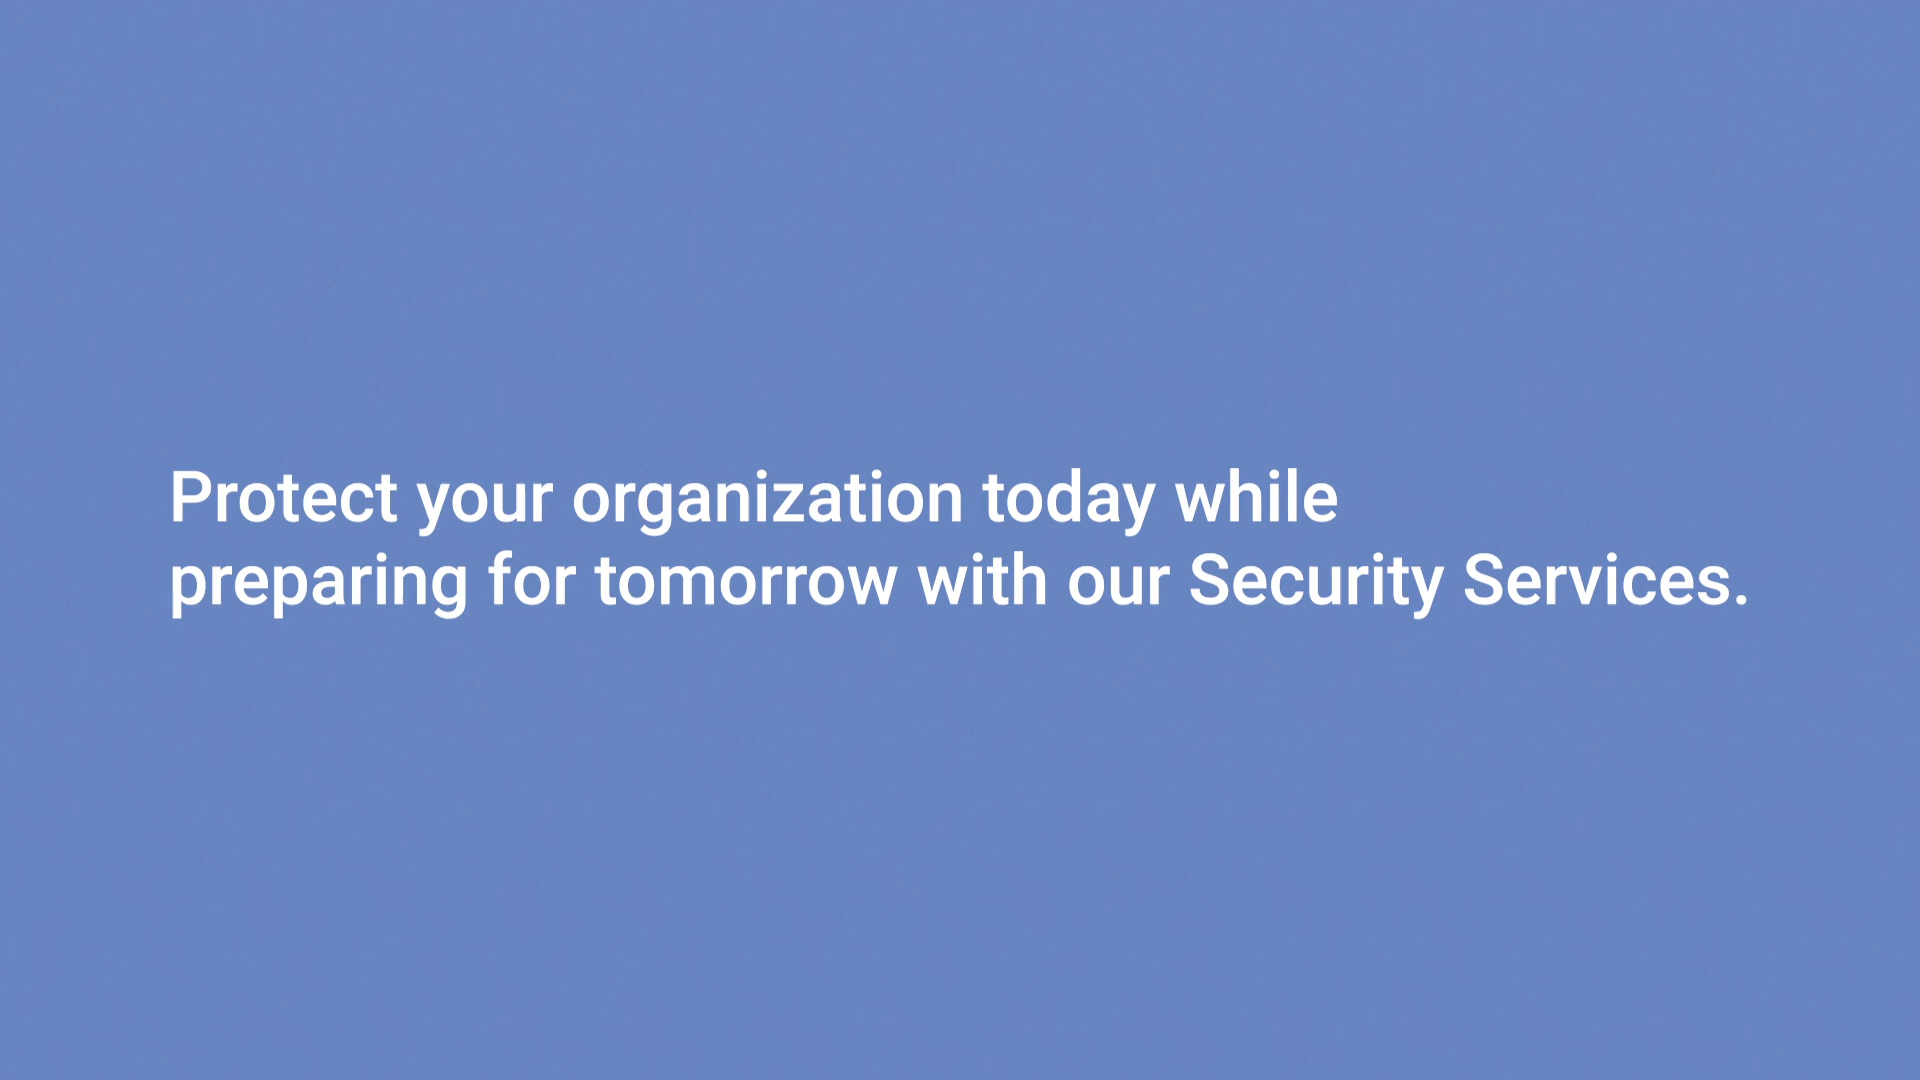 Protect your organization today while
preparing for tomorrow with our Security Services.